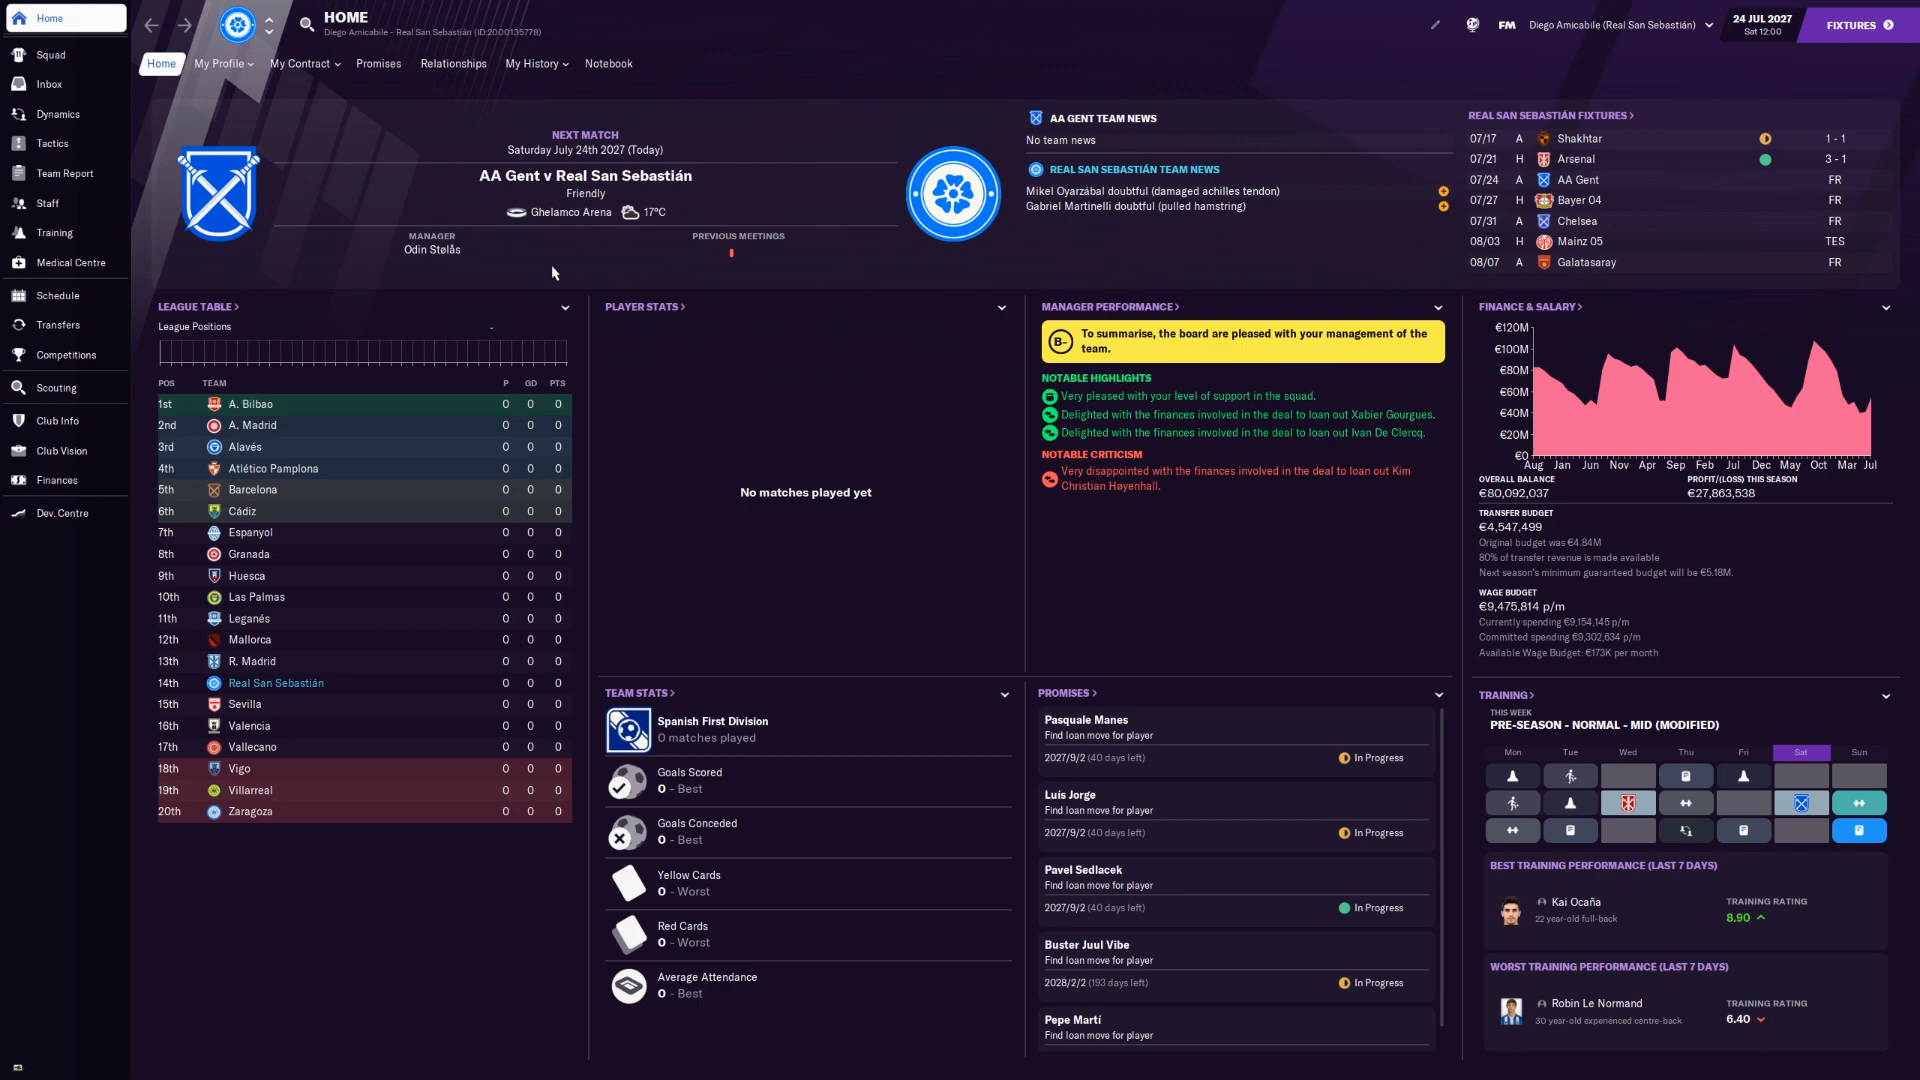 Home
Squad
Inbox
Dynamics
Tactics
Team Report
Staff
Training
Medical Centre
Schedule
Transfers
Competitions
Scouting
Club Info
Club Vision
Finances
Dev. Centre
HOME
Diego Amicabile - Real San Sebastián (ID:2000135778)
FM
Diego Amicabile (Real San Sebastián)
24 JUL 2027
Sat 12:00
FIXTURES
Home
My Profile
My Contract
Promises
Relationships
My History
Notebook
NEXT MATCH
Saturday July 24th 2027 (Today)
AA Gent v Real San Sebastián
Friendly
Ghelamco Arena 17°C
MANAGER
Odin Stølås
PREVIOUS MEETINGS
AA GENT TEAM NEWS
No team news
REAL SAN SEBASTIÁN TEAM NEWS
Mikel Oyarzábal doubtful (damaged achilles tendon)
Gabriel Martinelli doubtful (pulled hamstring)
REAL SAN SEBASTIÁN FIXTURES >
07/17 A Shakhtar 1 - 1
07/21 H Arsenal 3 - 1
07/24 A AA Gent FR
07/27 H Bayer 04 FR
07/31 A Chelsea FR
08/03 H Mainz 05 TES
08/07 A Galatasaray FR
LEAGUE TABLE >
League Positions -
POS TEAM P GD PTS
1st A. Bilbao 0 0 0
2nd A. Madrid 0 0 0
3rd Alavés 0 0 0
4th Atlético Pamplona 0 0 0
5th Barcelona 0 0 0
6th Cádiz 0 0 0
7th Espanyol 0 0 0
8th Granada 0 0 0
9th Huesca 0 0 0
10th Las Palmas 0 0 0
11th Leganés 0 0 0
12th Mallorca 0 0 0
13th R. Madrid 0 0 0
14th Real San Sebastián 0 0 0
15th Sevilla 0 0 0
16th Valencia 0 0 0
17th Vallecano 0 0 0
18th Vigo 0 0 0
19th Villarreal 0 0 0
20th Zaragoza 0 0 0
PLAYER STATS >
No matches played yet
TEAM STATS >
Spanish First Division
0 matches played
Goals Scored
0 - Best
Goals Conceded
0 - Best
Yellow Cards
0 - Worst
Red Cards
0 - Worst
Average Attendance
0 - Best
MANAGER PERFORMANCE >
B-
To summarise, the board are pleased with your management of the
team.
NOTABLE HIGHLIGHTS
Very pleased with your level of support in the squad.
Delighted with the finances involved in the deal to loan out Xabier Gourgues.
Delighted with the finances involved in the deal to loan out Ivan De Clercq.
NOTABLE CRITICISM
Very disappointed with the finances involved in the deal to loan out Kim
Christian Høyenhall.
PROMISES >
Pasquale Manes
Find loan move for player
2027/9/2 (40 days left) In Progress
Luís Jorge
Find loan move for player
2027/9/2 (40 days left) In Progress
Pavel Sedlacek
Find loan move for player
2027/9/2 (40 days left) In Progress
Buster Juul Vibe
Find loan move for player
2028/2/2 (193 days left) In Progress
Pepe Martí
Find loan move for player
FINANCE & SALARY >
€120M
€100M
€80M
€60M
€40M
€20M
€0
Aug Jan Jun Nov Apr Sep Feb Jul Dec May Oct Mar Jul
OVERALL BALANCE
€80,092,037
PROFIT/(LOSS) THIS SEASON
€27,863,538
TRANSFER BUDGET
€4,547,499
Original budget was €4.84M
80% of transfer revenue is made available
Next season's minimum guaranteed budget will be €5.18M.
WAGE BUDGET
€9,475,814 p/m
Currently spending €9,154,145 p/m
Committed spending €9,302,634 p/m
Available Wage Budget: €173K per month
TRAINING >
THIS WEEK
PRE-SEASON - NORMAL - MID (MODIFIED)
Mon Tue Wed Thu Fri Sat Sun
BEST TRAINING PERFORMANCE (LAST 7 DAYS)
Kai Ocaña
22 year-old full-back
TRAINING RATING
8.90
WORST TRAINING PERFORMANCE (LAST 7 DAYS)
Robin Le Normand
30 year-old experienced centre-back
TRAINING RATING
6.40